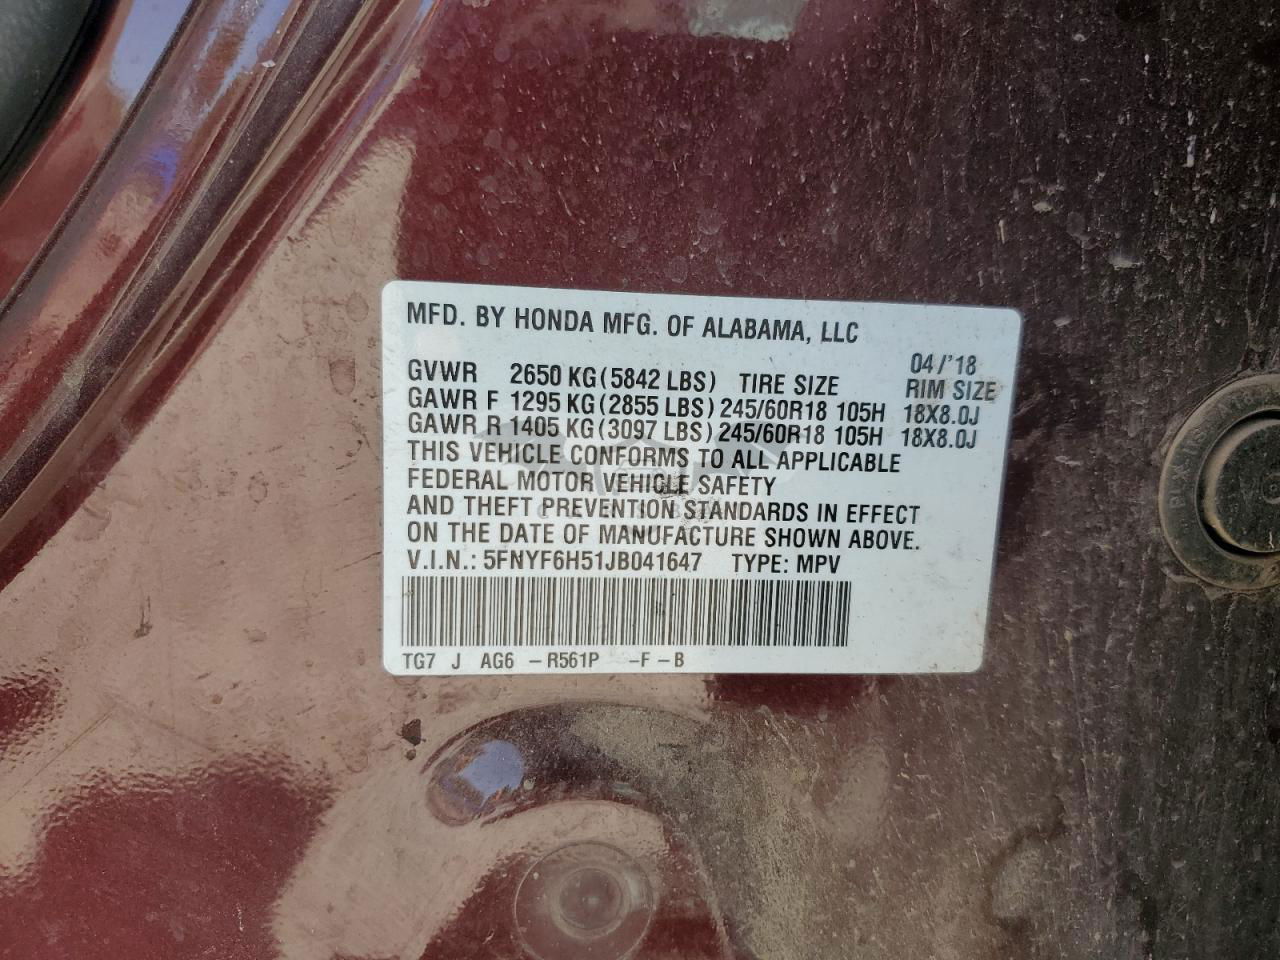 MFD. BY HONDA MFG. OF ALABAMA, LLC
04/'18
GVWR 2650 KG (5842 LBS) TIRE SIZE RIM SIZE
GAWR F 1295 KG (2855 LBS) 245/60R18 105H 18X8.0J
GAWR R 1405 KG (3097 LBS) 245/60R18 105H 18X8.0J
THIS VEHICLE CONFORMS TO ALL APPLICABLE
FEDERAL MOTOR VEHICLE SAFETY
AND THEFT PREVENTION STANDARDS IN EFFECT
ON THE DATE OF MANUFACTURE SHOWN ABOVE.
V.I.N.: 5FNYF6H51JB041647 TYPE: MPV
TG7 J AG6 -R561P -F -B